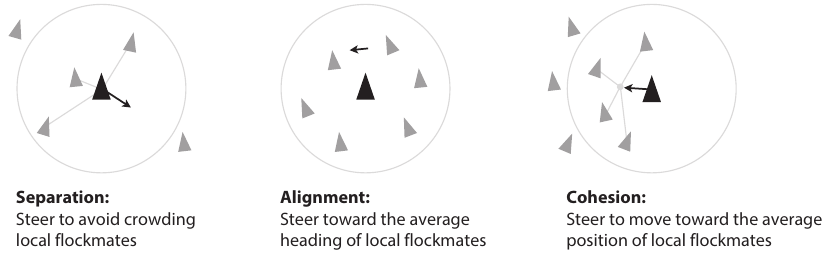 Separation:
Steer to avoid crowding
local flockmates
Alignment:
Steer toward the average
heading of local flockmates
Cohesion:
Steer to move toward the average
position of local flockmates